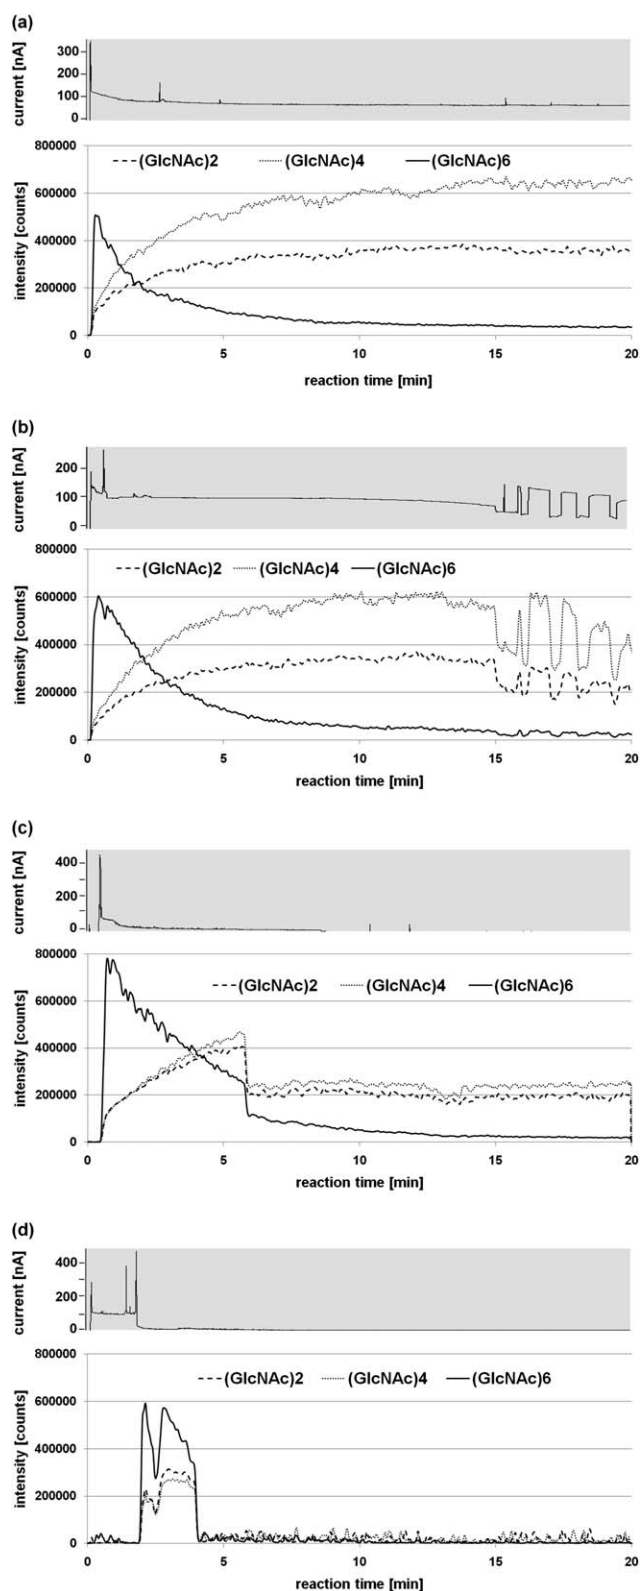 (a)
current [nA]
300
200
100
0
800000
600000
400000
200000
0
intensity [counts]
(GlcNAc)2 (GlcNAc)4 (GlcNAc)6
0 5 10 15 20
reaction time [min]
(b)
current [nA]
200
100
0
800000
600000
400000
200000
0
intensity [counts]
(GlcNAc)2 (GlcNAc)4 (GlcNAc)6
0 5 10 15 20
reaction time [min]
(c)
current [nA]
400
200
0
800000
600000
400000
200000
0
intensity [counts]
(GlcNAc)2 (GlcNAc)4 (GlcNAc)6
0 5 10 15 20
reaction time [min]
(d)
current [nA]
400
200
0
800000
600000
400000
200000
0
intensity [counts]
(GlcNAc)2 (GlcNAc)4 (GlcNAc)6
0 5 10 15 20
reaction time [min]